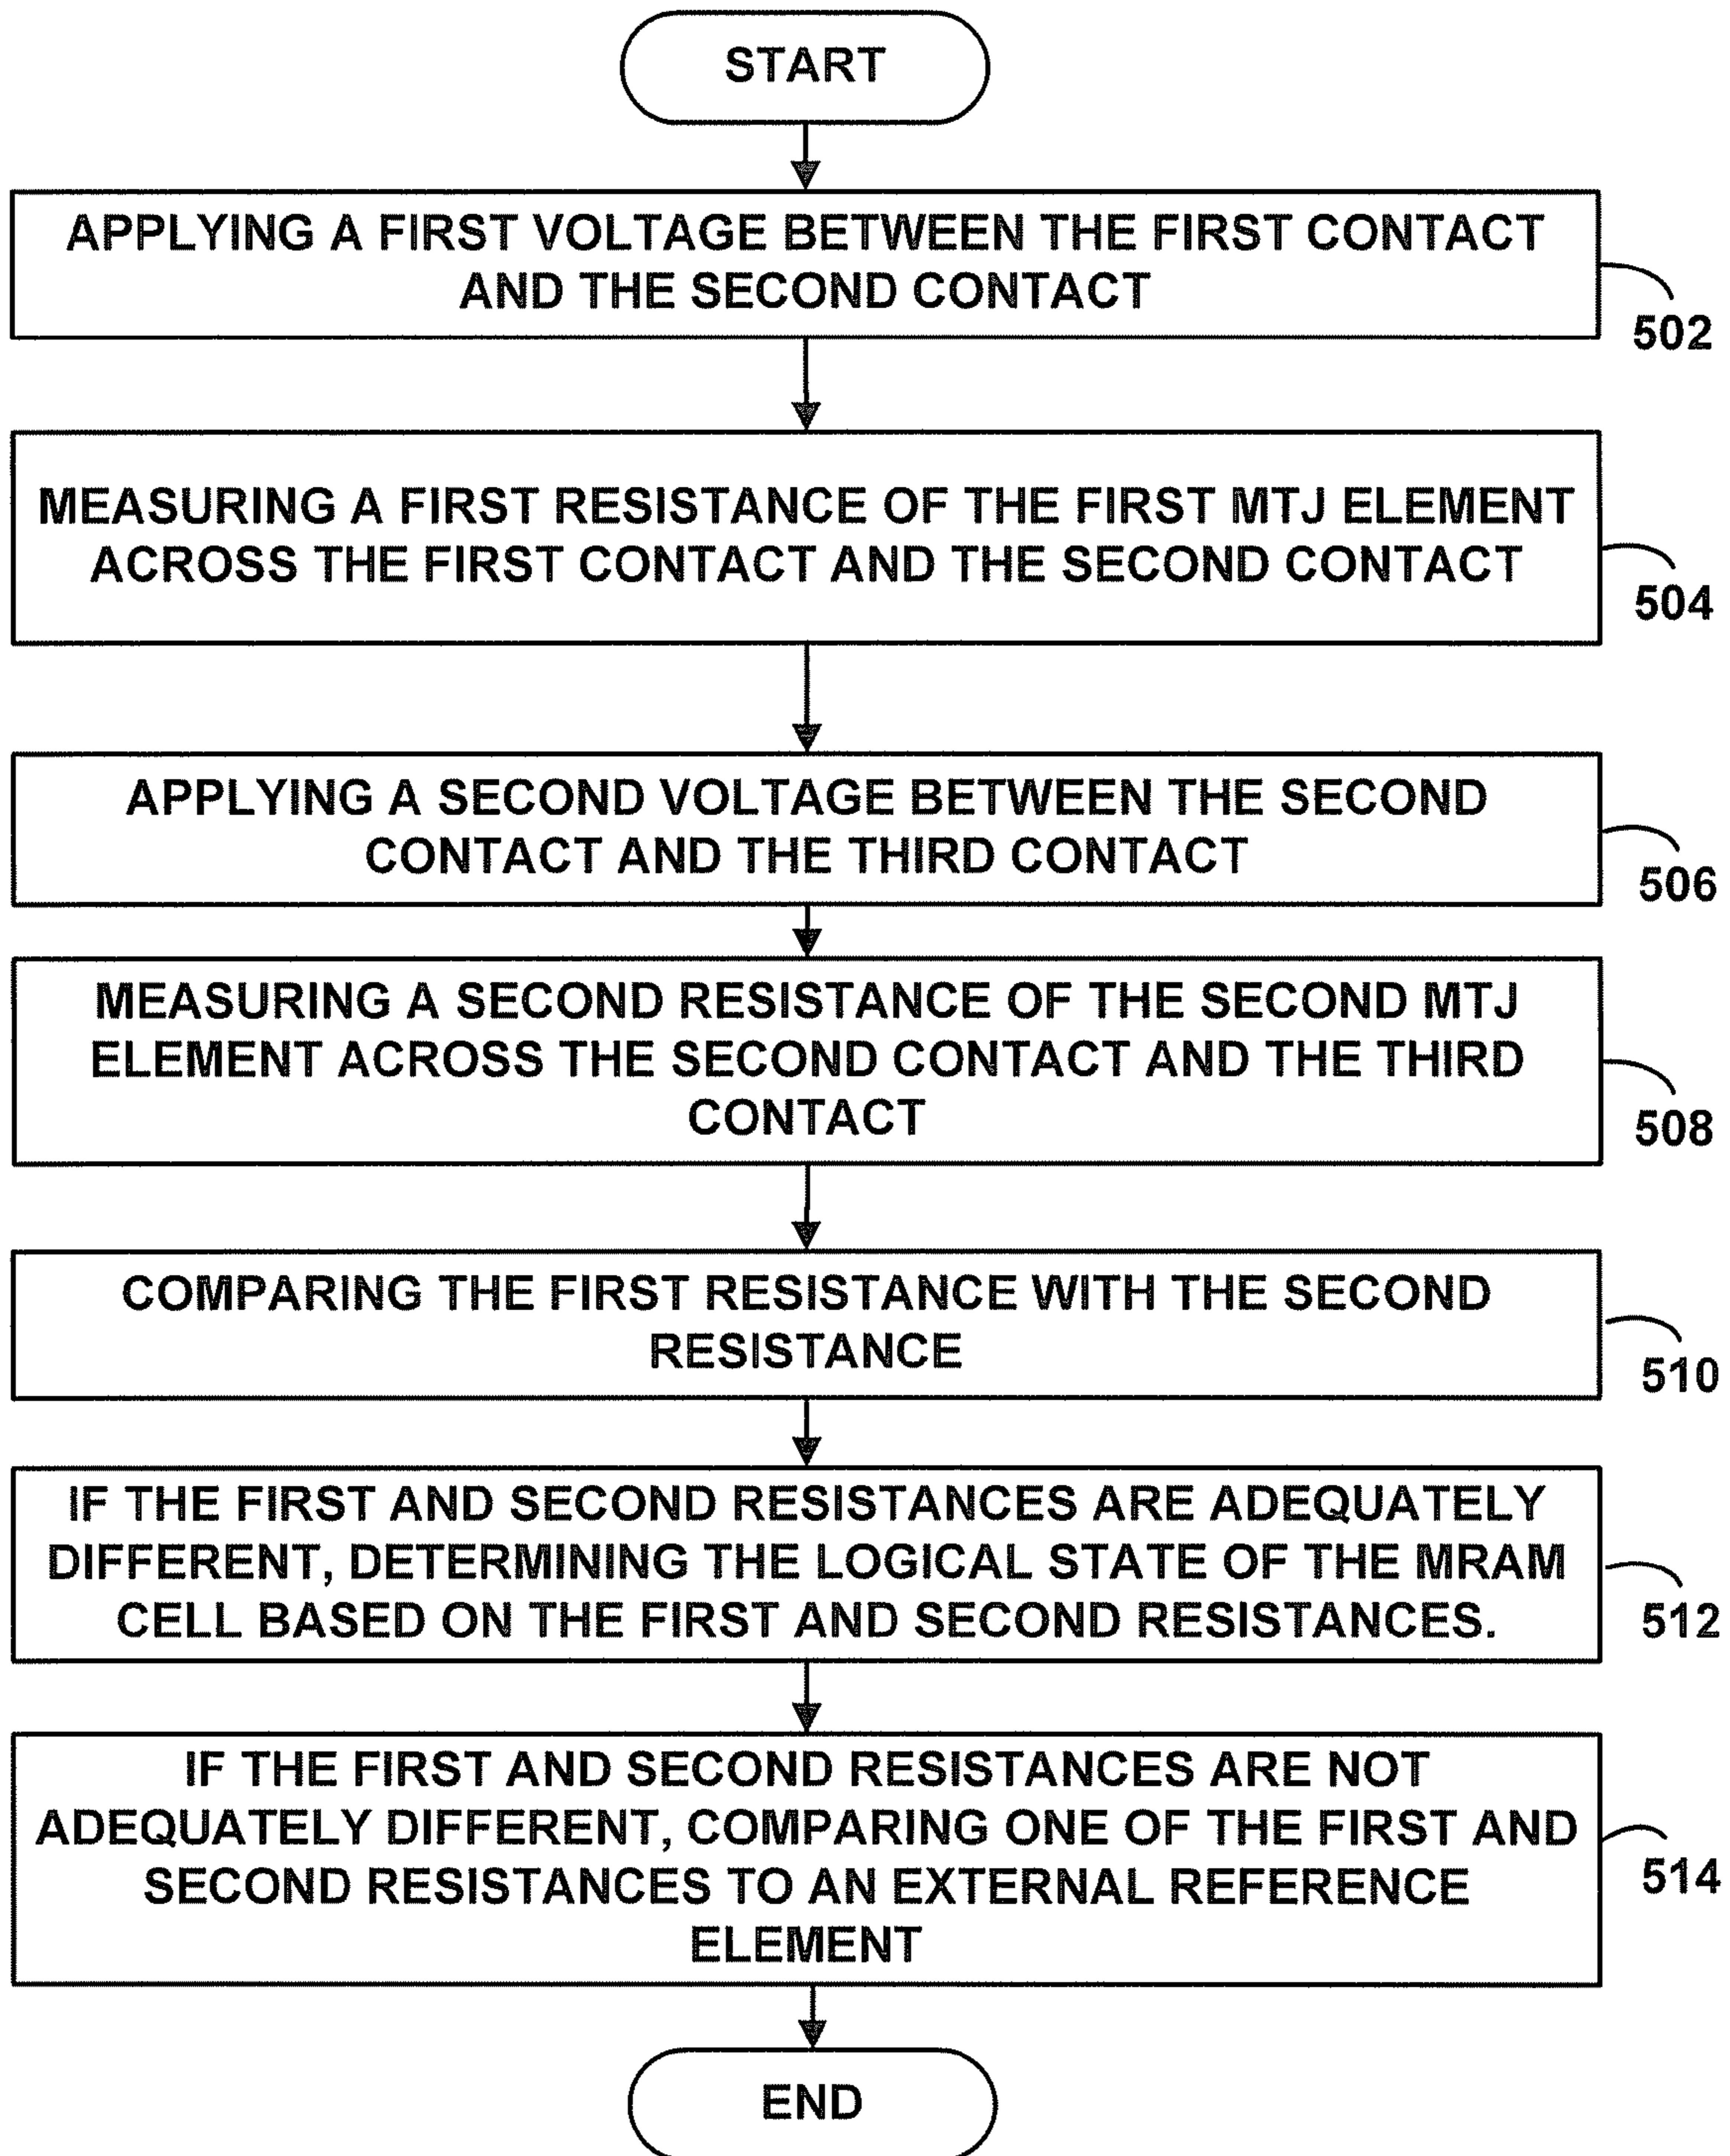 START
APPLYING A FIRST VOLTAGE BETWEEN THE FIRST CONTACT
AND THE SECOND CONTACT
502
MEASURING A FIRST RESISTANCE OF THE FIRST MTJ ELEMENT
ACROSS THE FIRST CONTACT AND THE SECOND CONTACT
504
APPLYING A SECOND VOLTAGE BETWEEN THE SECOND
CONTACT AND THE THIRD CONTACT
506
MEASURING A SECOND RESISTANCE OF THE SECOND MTJ
ELEMENT ACROSS THE SECOND CONTACT AND THE THIRD
CONTACT
508
COMPARING THE FIRST RESISTANCE WITH THE SECOND
RESISTANCE
510
IF THE FIRST AND SECOND RESISTANCES ARE ADEQUATELY
DIFFERENT, DETERMINING THE LOGICAL STATE OF THE MRAM
CELL BASED ON THE FIRST AND SECOND RESISTANCES.
512
IF THE FIRST AND SECOND RESISTANCES ARE NOT
ADEQUATELY DIFFERENT, COMPARING ONE OF THE FIRST AND
SECOND RESISTANCES TO AN EXTERNAL REFERENCE
ELEMENT
514
END